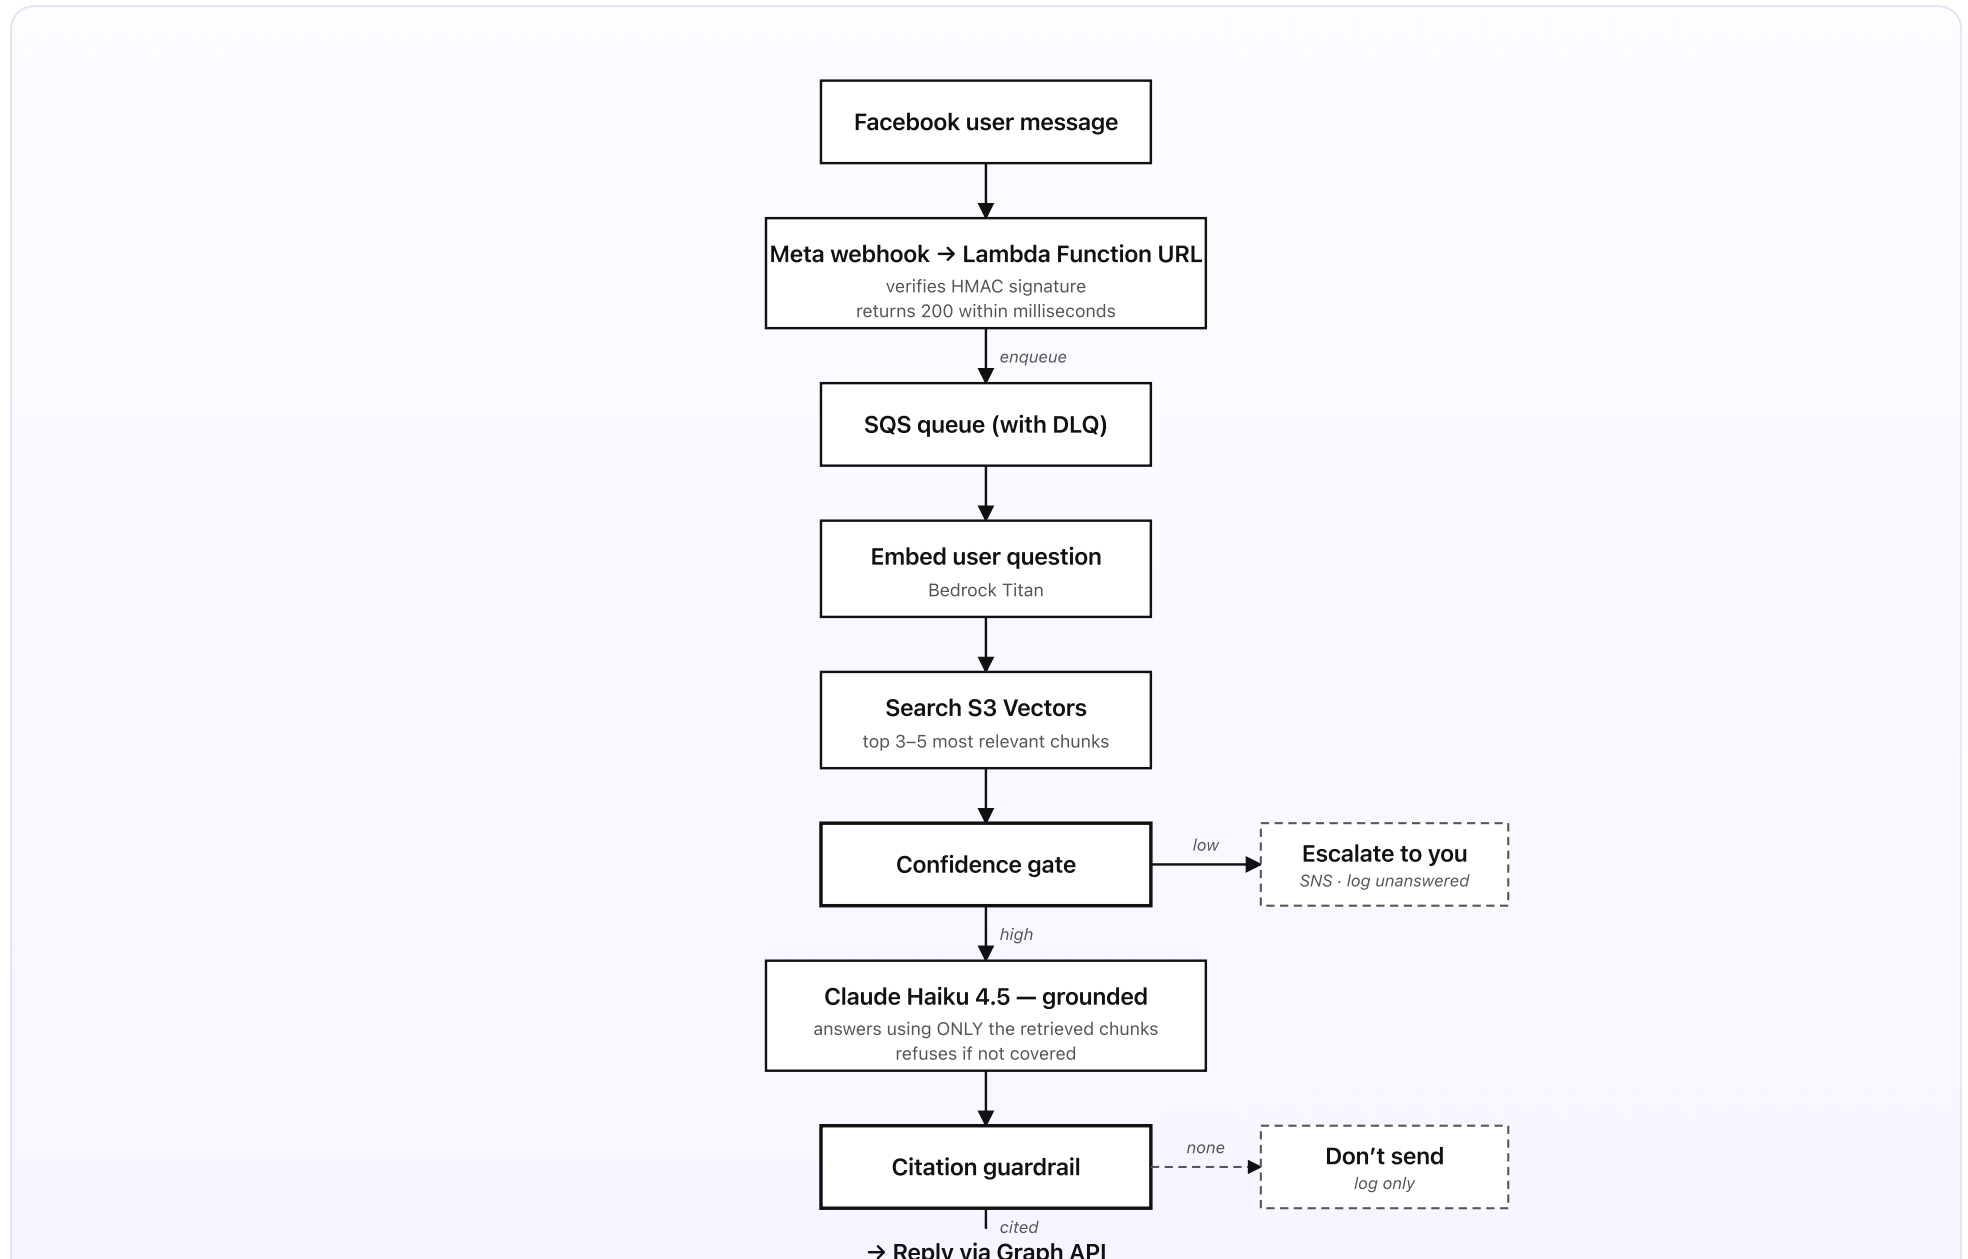 Facebook user message
Meta webhook → Lambda Function URL
verifies HMAC signature
returns 200 within milliseconds
enqueue
SQS queue (with DLQ)
Embed user question
Bedrock Titan
Search S3 Vectors
top 3–5 most relevant chunks
Confidence gate
low
Escalate to you
SNS · log unanswered
high
Claude Haiku 4.5 — grounded
answers using ONLY the retrieved chunks
refuses if not covered
Citation guardrail
none
Don’t send
log only
cited
→ Reply via Graph API